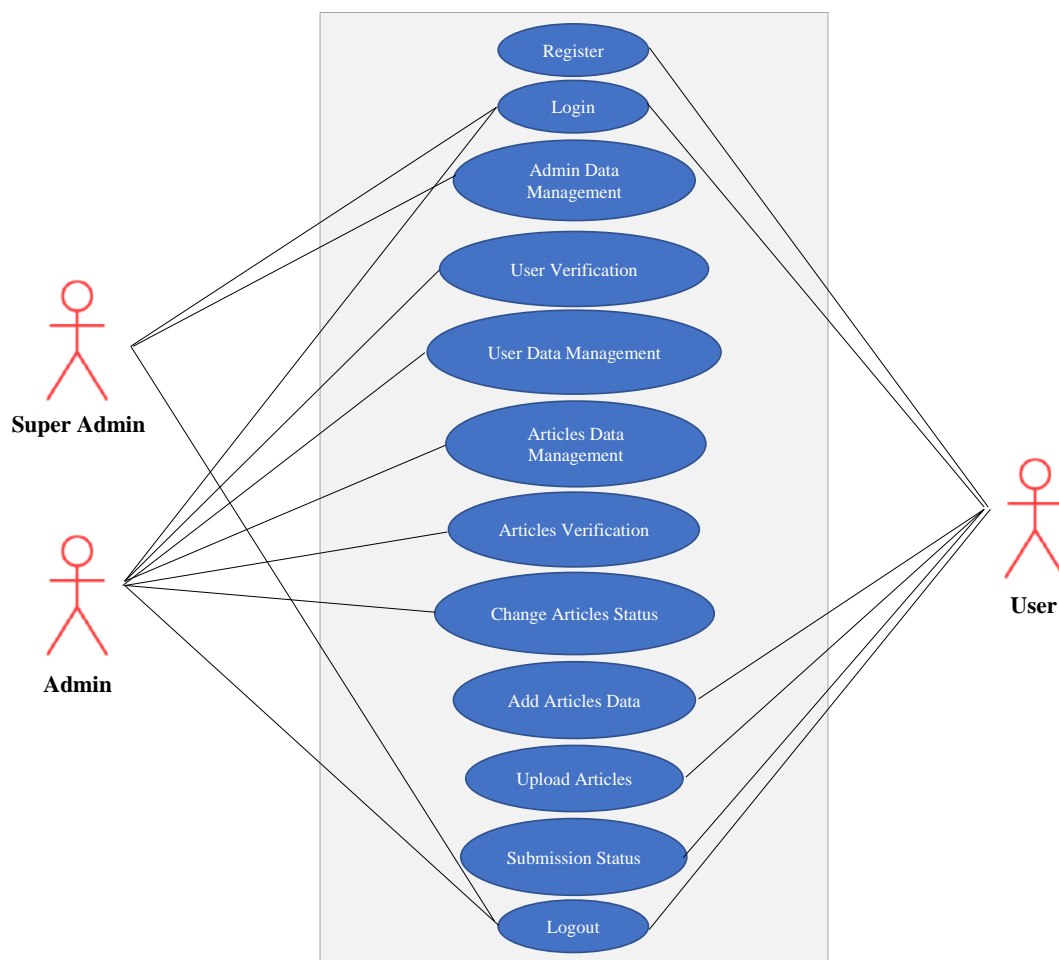 Register
Login
Admin Data
Management
User Verification
User Data Management
Super Admin
Articles Data
Management
Articles Verification
User
Change Articles Status
Admin
Add Articles Data
Upload Articles
Submission Status
Logout